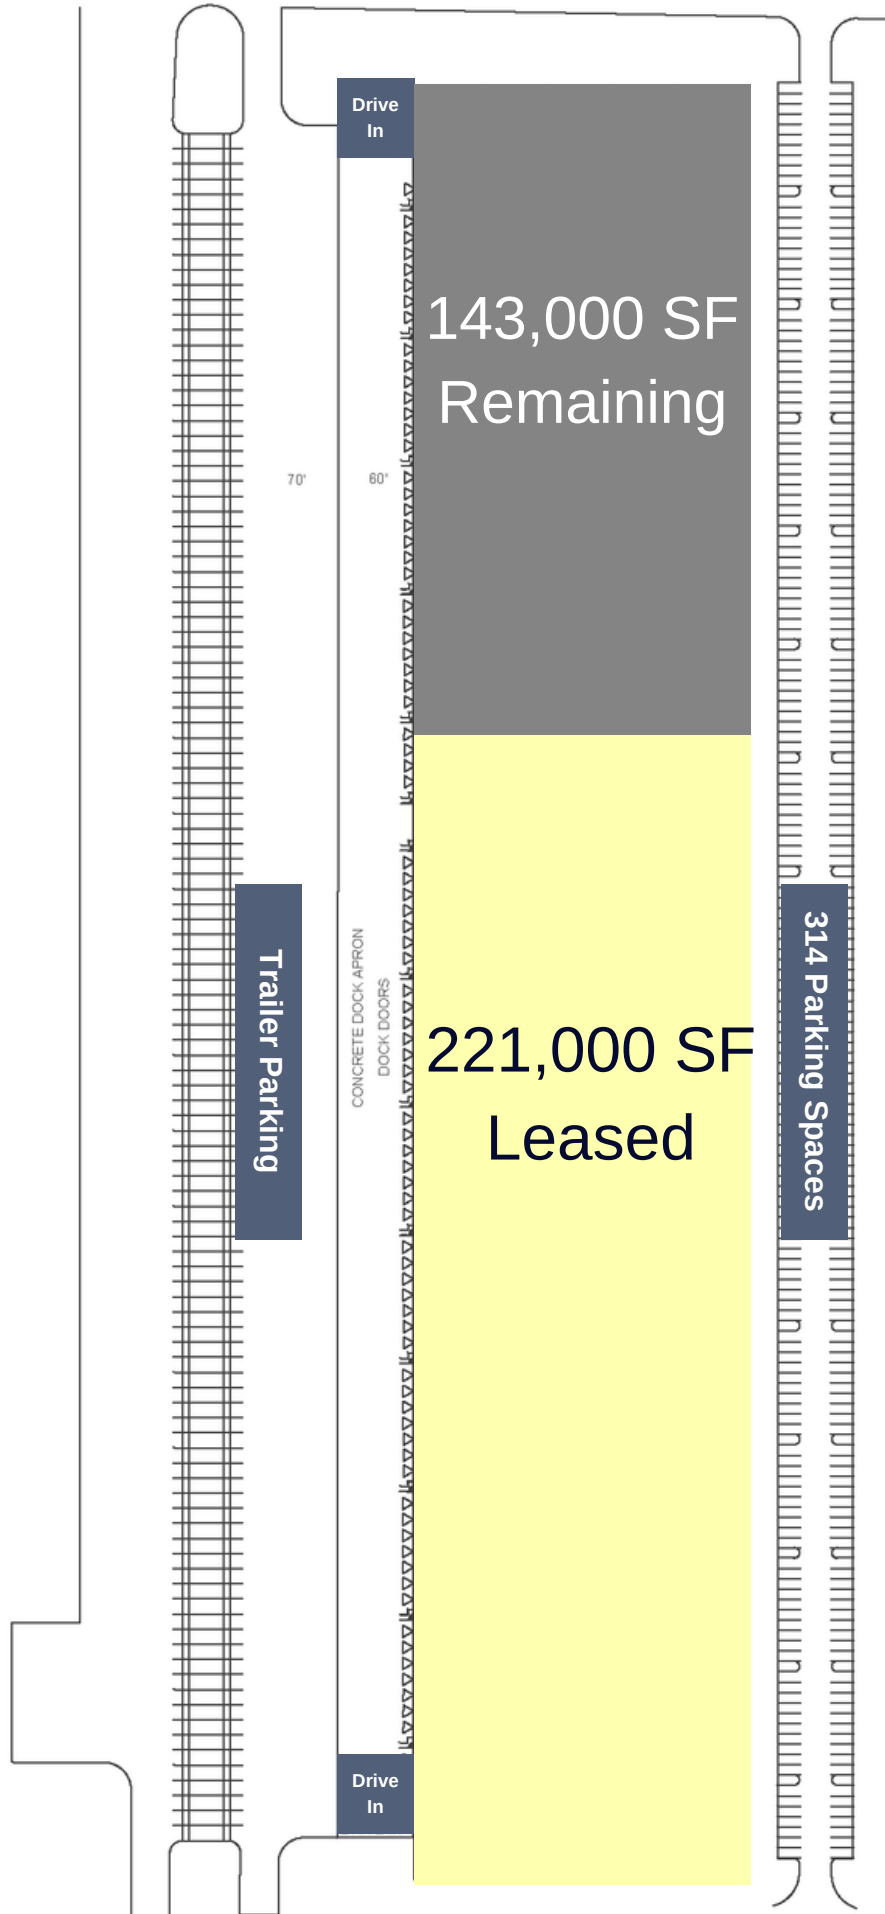 Drive
In
143,000 SF
Remaining
70'
60'
Trailer Parking
CONCRETE DOCK APRON
DOCK DOORS
221,000 SF
Leased
314 Parking Spaces
Drive
In